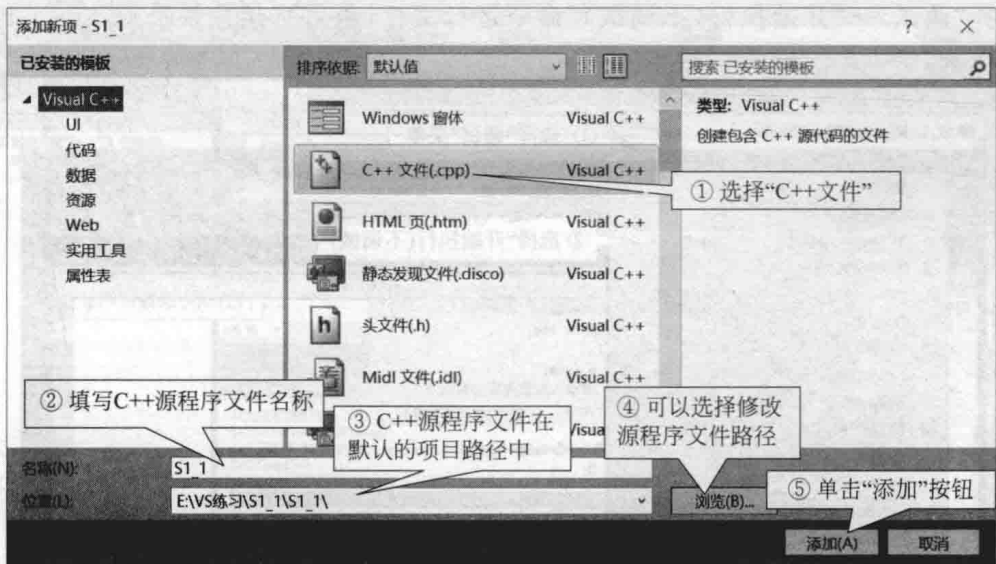 添加新项 - S1_1
? ×
已安装的模板
排序依据: 默认值
搜索 已安装的模板
Visual C++
UI
代码
数据
资源
Web
实用工具
属性表
Windows 窗体 Visual C++
C++ 文件(.cpp) Visual C++
HTML 页(.htm) Visual C++
静态发现文件(.disco) Visual C++
头文件(.h) Visual C++
Midl 文件(.idl) Visual C++
类型: Visual C++
创建包含 C++ 源代码的文件
① 选择“C++文件”
② 填写C++源程序文件名称
③ C++源程序文件在
默认的项目路径中
④ 可以选择修改
源程序文件路径
⑤ 单击“添加”按钮
名称(N): S1_1
位置(L): E:\VS练习\S1_1\S1_1\
浏览(B)...
添加(A)
取消